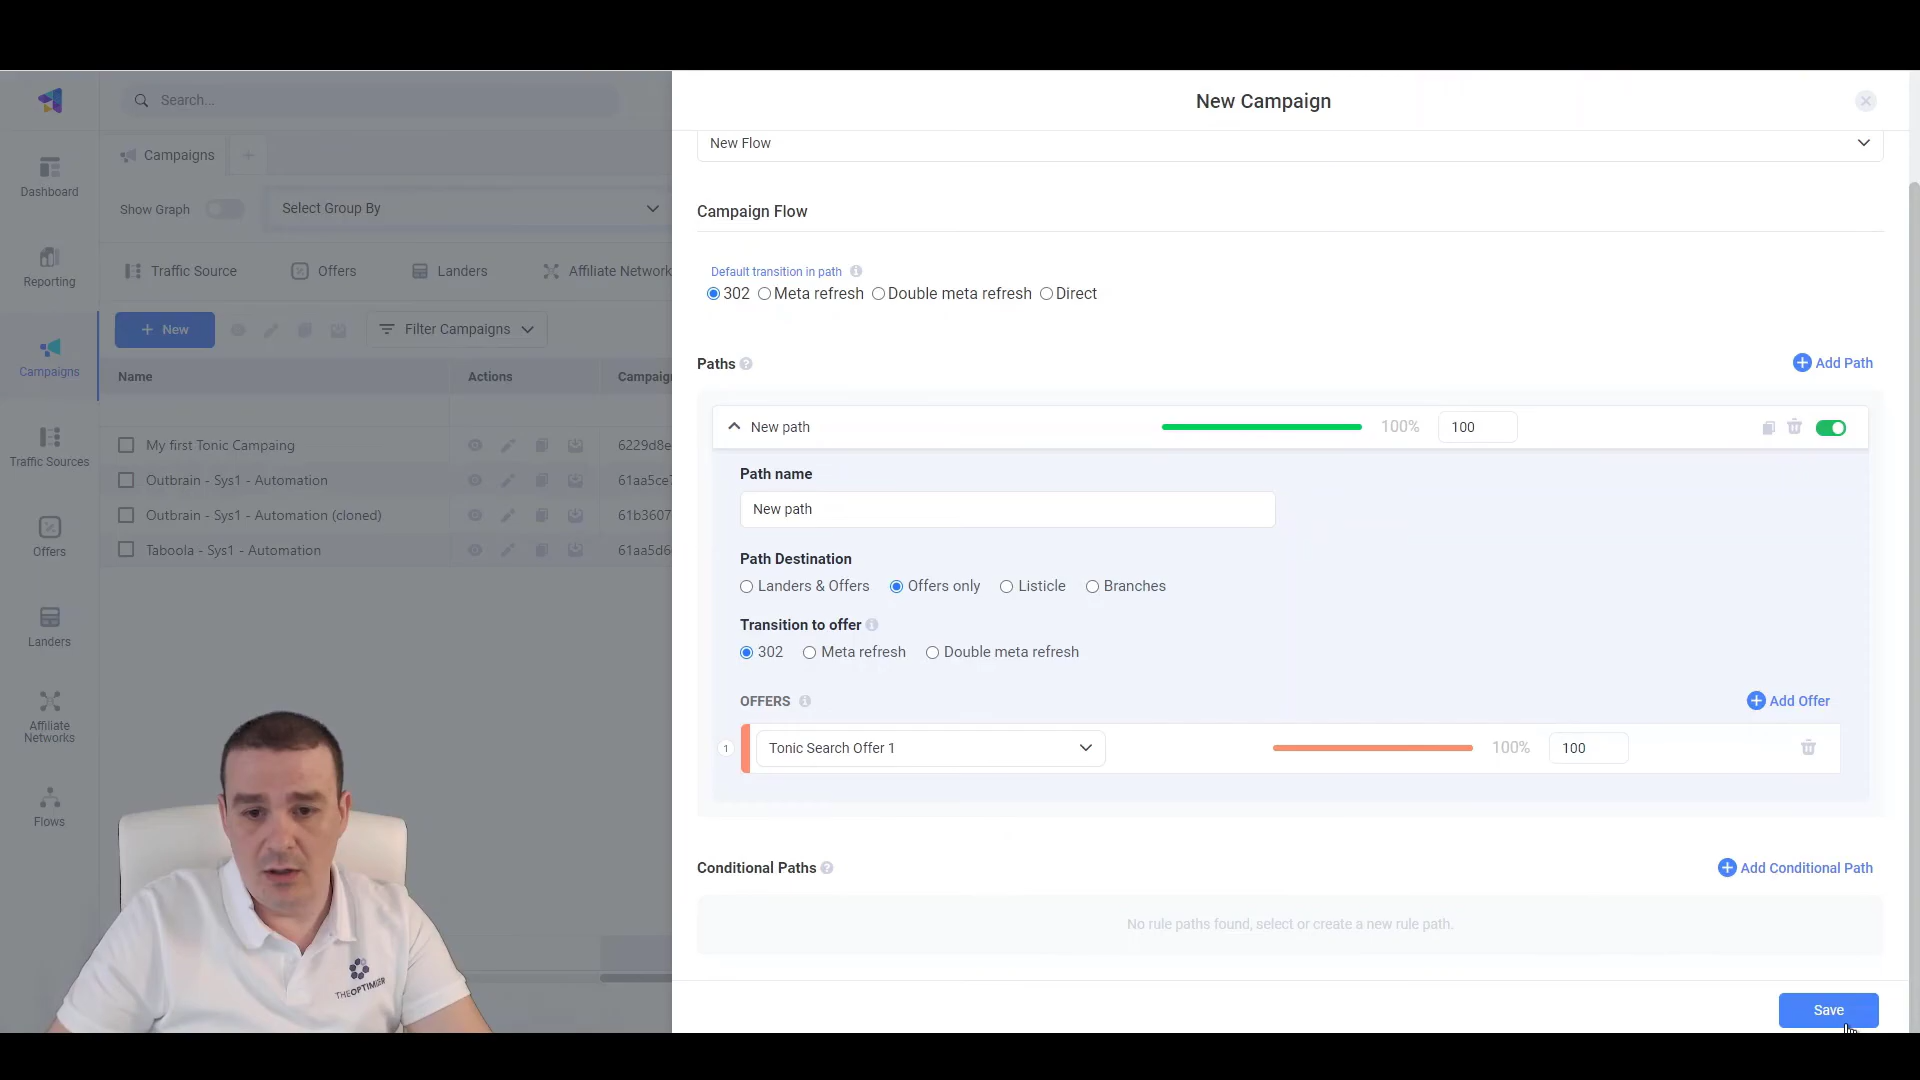 Search...
New Campaign
Campaigns
New Flow
Dashboard
Show Graph
Select Group By
Campaign Flow
Reporting
Traffic Source
Offers
Landers
Affiliate Network
Default transition in path
302 Meta refresh Double meta refresh Direct
+ New
Filter Campaigns
Campaigns
Paths
Add Path
Name
Actions
Campaig
New path
100%
100
My first Tonic Campaing
6229d8e
Traffic Sources
Outbrain - Sys1 - Automation
61aa5ce
Outbrain - Sys1 - Automation (cloned)
61b3607
Taboola - Sys1 - Automation
61aa5d6
Path name
New path
Offers
Path Destination
Landers & Offers Offers only Listicle Branches
Landers
Transition to offer
302 Meta refresh Double meta refresh
Affiliate
Networks
OFFERS
Add Offer
1
Tonic Search Offer 1
100%
100
Flows
Conditional Paths
Add Conditional Path
No rule paths found, select or create a new rule path.
THEOPTIMIZER
Save